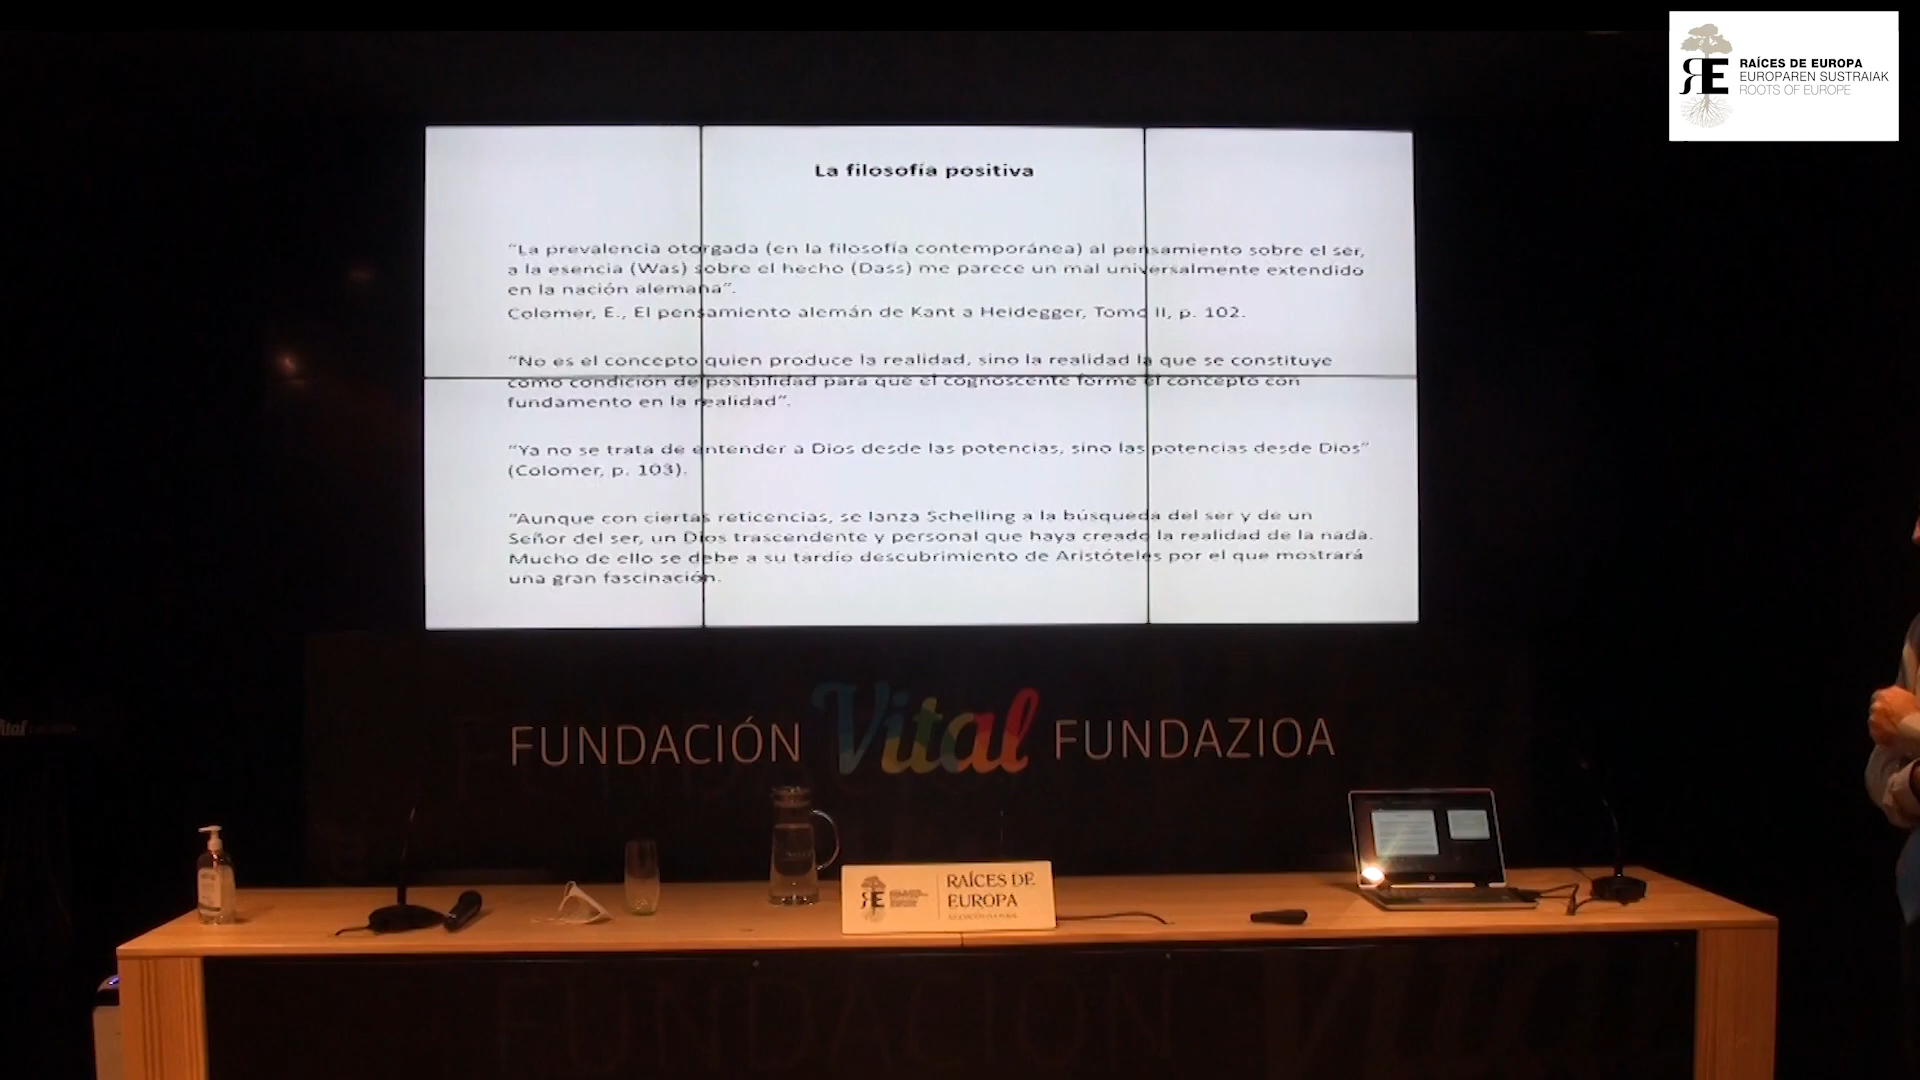 RAÍCES DE EUROPA
EUROPAREN SUSTRAIAK
ROOTS OF EUROPE
La filosofía positiva
“La prevalencia otorgada (en la filosofía contemporánea) al pensamiento sobre el ser,
a la esencia (Was) sobre el hecho (Dass) me parece un mal universalmente extendido
en la nación alemana”.
Colomer, E., El pensamiento alemán de Kant a Heidegger, Tomo II, p. 102.
“No es el concepto quien produce la realidad, sino la realidad la que se constituye
como condición de posibilidad para que el cognoscente forme el concepto con
fundamento en la realidad”.
“Ya no se trata de entender a Dios desde las potencias, sino las potencias desde Dios”
(Colomer, p. 103).
“Aunque con ciertas reticencias, se lanza Schelling a la búsqueda del ser y de un
Señor del ser, un Dios trascendente y personal que haya creado la realidad de la nada.
Mucho de ello se debe a su tardío descubrimiento de Aristóteles por el que mostrará
una gran fascinación.
FUNDACIÓN Vital FUNDAZIOA
RAÍCES DE
EUROPA
FUNDACIÓN Vital